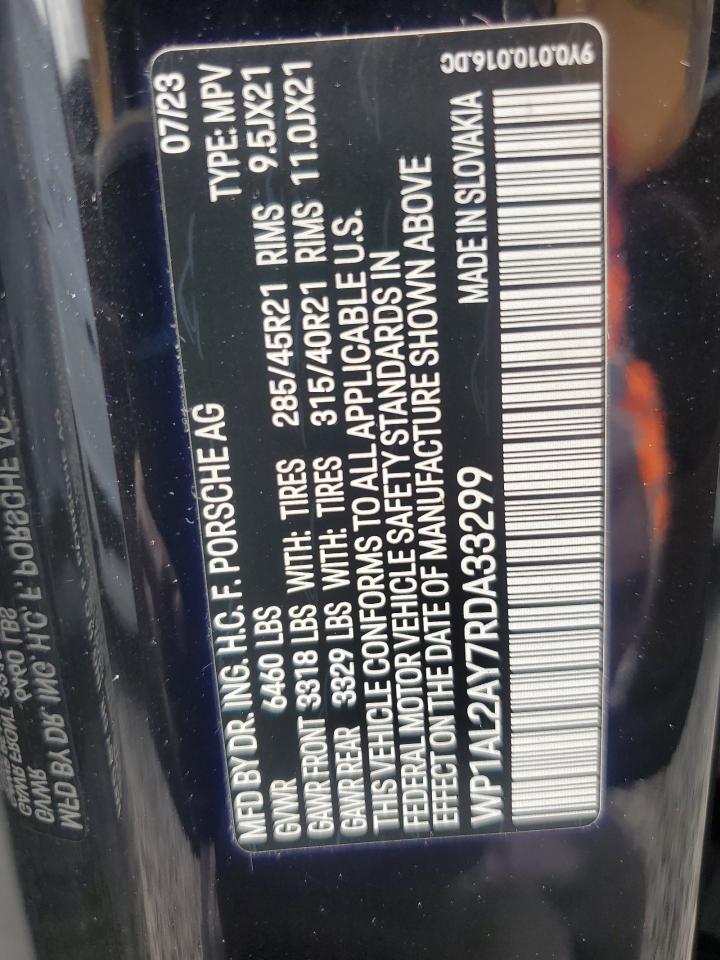 MFD BY DR. ING. H.C. F. PORSCHE AG 07/23
GVWR 6460 LBS TYPE: MPV
GAWR FRONT 3318 LBS WITH: TIRES 285/45R21 RIMS 9.5JX21
GAWR REAR 3329 LBS WITH: TIRES 315/40R21 RIMS 11.0JX21
THIS VEHICLE CONFORMS TO ALL APPLICABLE U.S.
FEDERAL MOTOR VEHICLE SAFETY STANDARDS IN
EFFECT ON THE DATE OF MANUFACTURE SHOWN ABOVE
WP1AL2AY7RDA33299 MADE IN SLOVAKIA
9Y0.010.016.DC